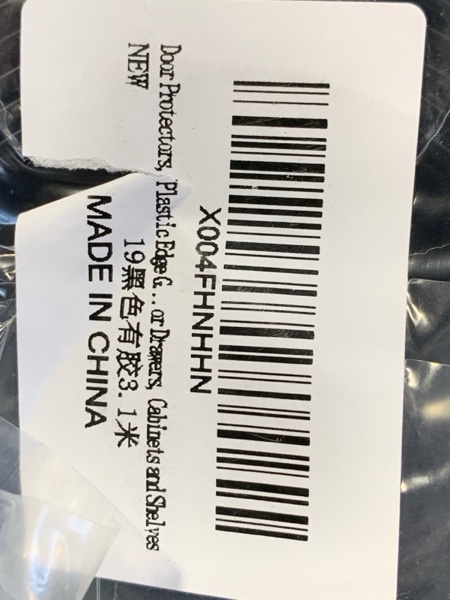 X004FHNHHN
Door Protectors, Plastic Edge G...or Drawers, Cabinets and Shelves
NEW
19黑色有胶3.1米
MADE IN CHINA